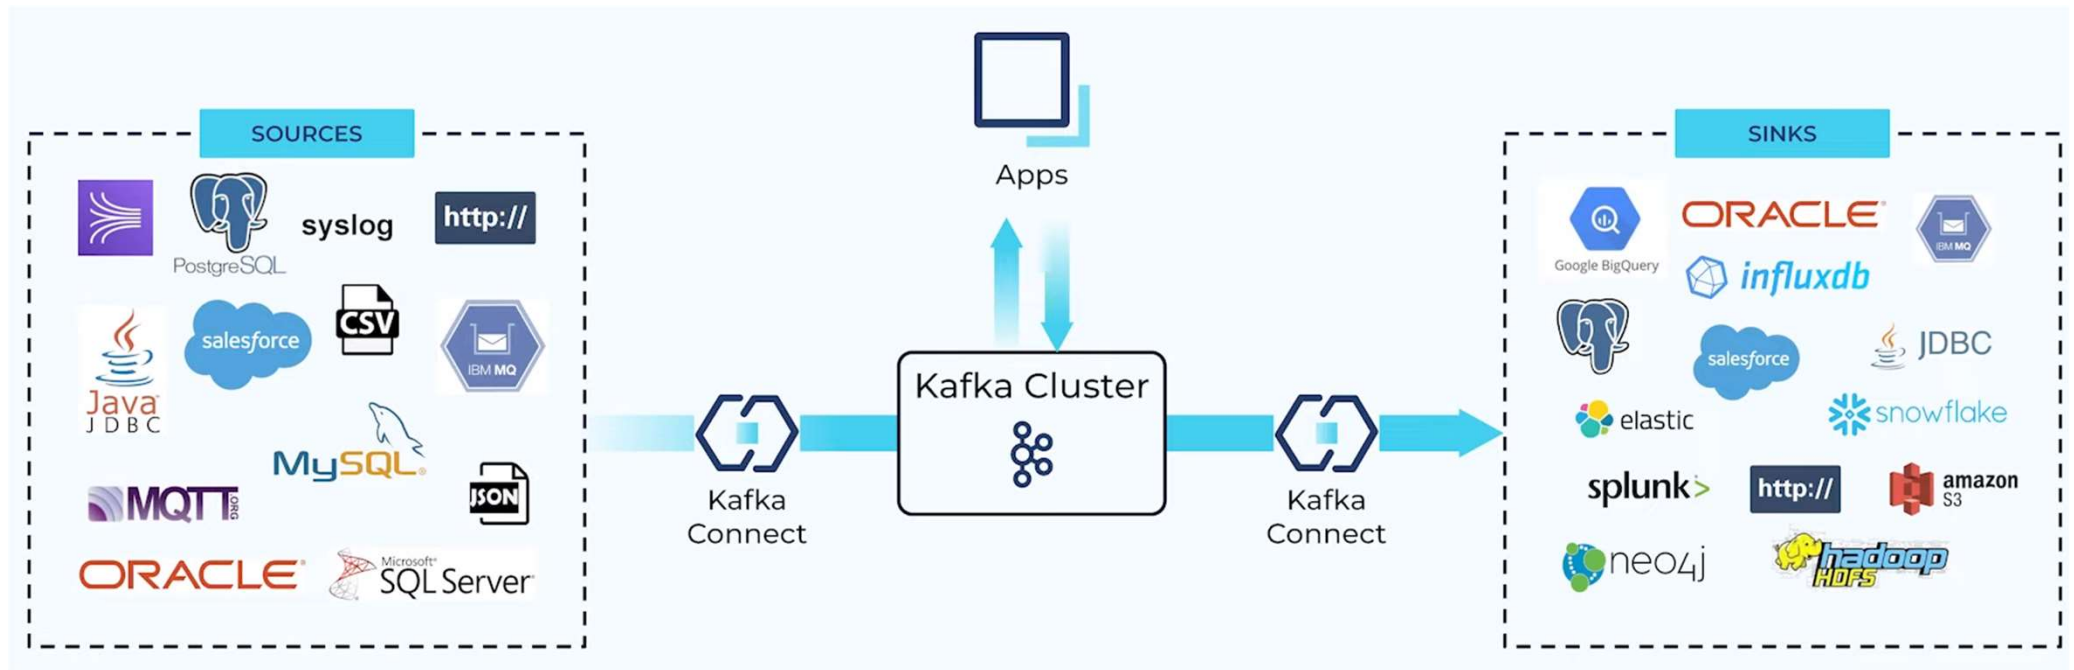 SOURCES
PostgreSQL
syslog
http://
Java
JDBC
salesforce
CSV
IBM MQ
MySQL®
MQTT.ORG
JSON
ORACLE®
Microsoft®
SQL Server®
Kafka
Connect
Apps
Kafka Cluster
Kafka
Connect
SINKS
Google BigQuery
ORACLE®
IBM MQ
influxdb
salesforce
JDBC
elastic
snowflake
splunk>
http://
amazon
S3
neo4j
hadoop
HDFS